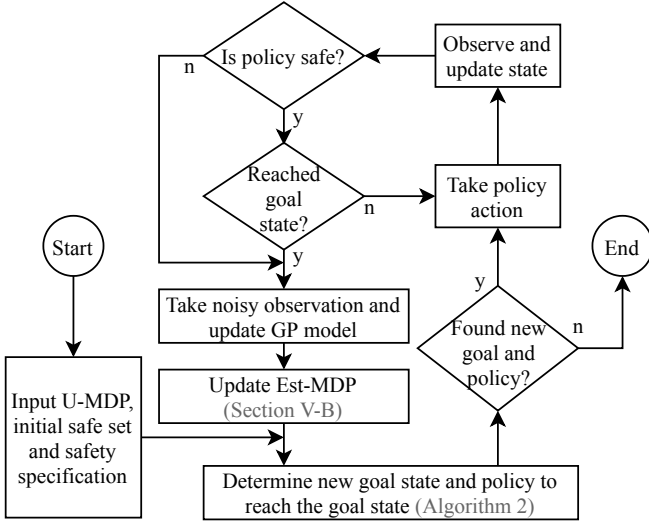 Is policy safe?
n
y
Observe and
update state
Reached
goal
state?
n
y
Take policy
action
Start
End
Take noisy observation and
update GP model
y
n
Found new
goal and
policy?
Update Est-MDP
(Section V-B)
Input U-MDP,
initial safe set
and safety
specification
Determine new goal state and policy to
reach the goal state (Algorithm 2)